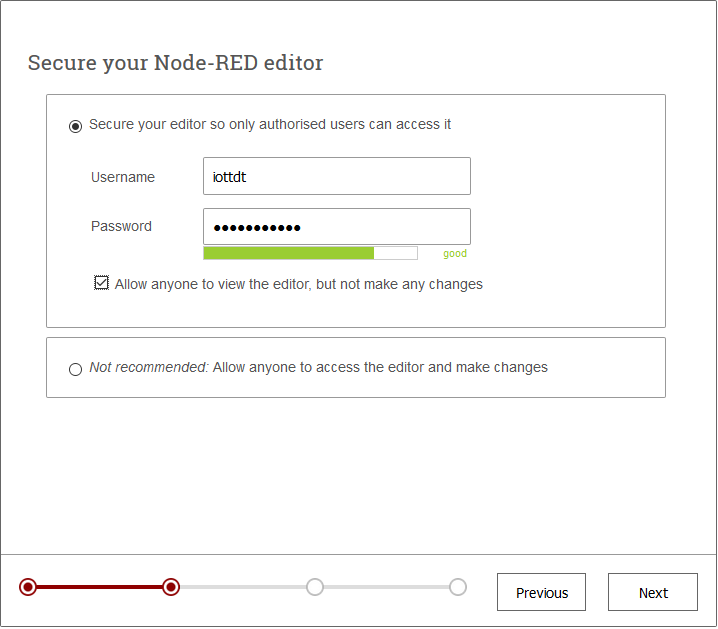 Secure your Node-RED editor
Secure your editor so only authorised users can access it
Username
iottdt
Password
●●●●●●●●●●●
good
Allow anyone to view the editor, but not make any changes
Not recommended: Allow anyone to access the editor and make changes
Previous
Next